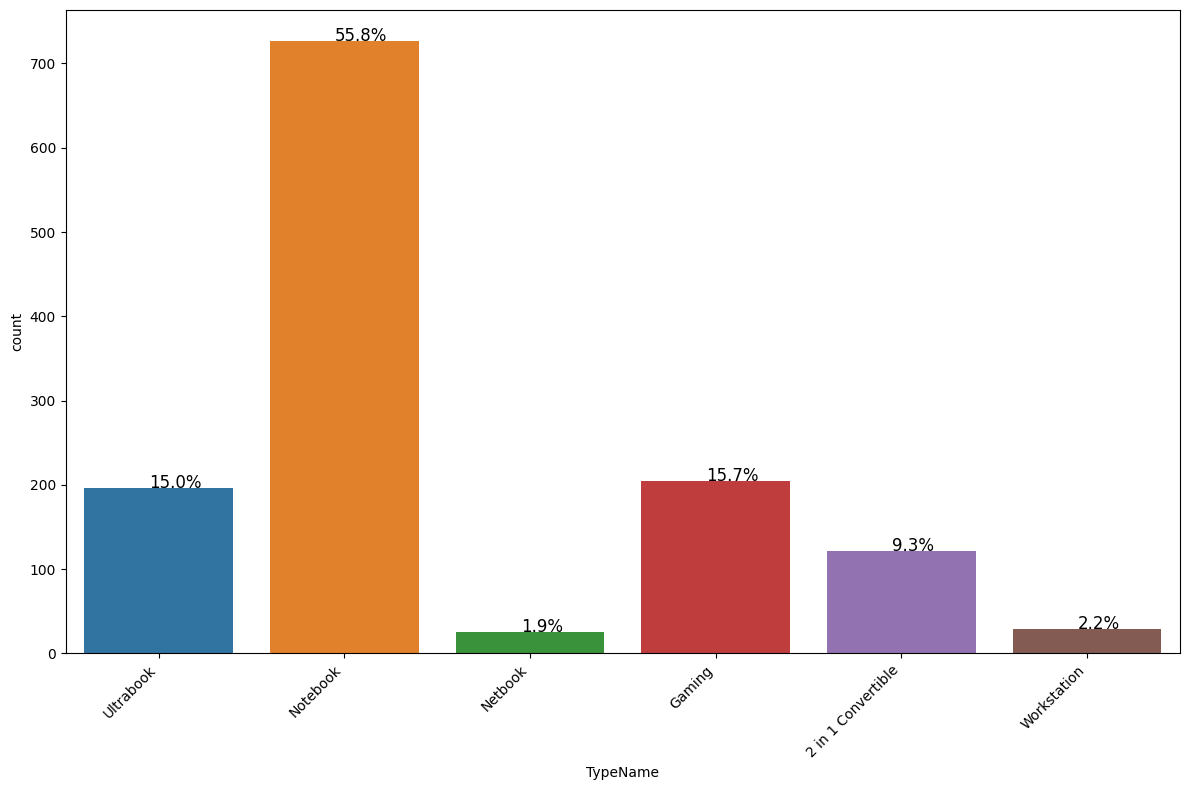 55.8%
700
600
500
400
300
200
100
0
count
15.0%
1.9%
15.7%
9.3%
2.2%
Ultrabook
Notebook
Netbook
Gaming
2 in 1 Convertible
Workstation
TypeName